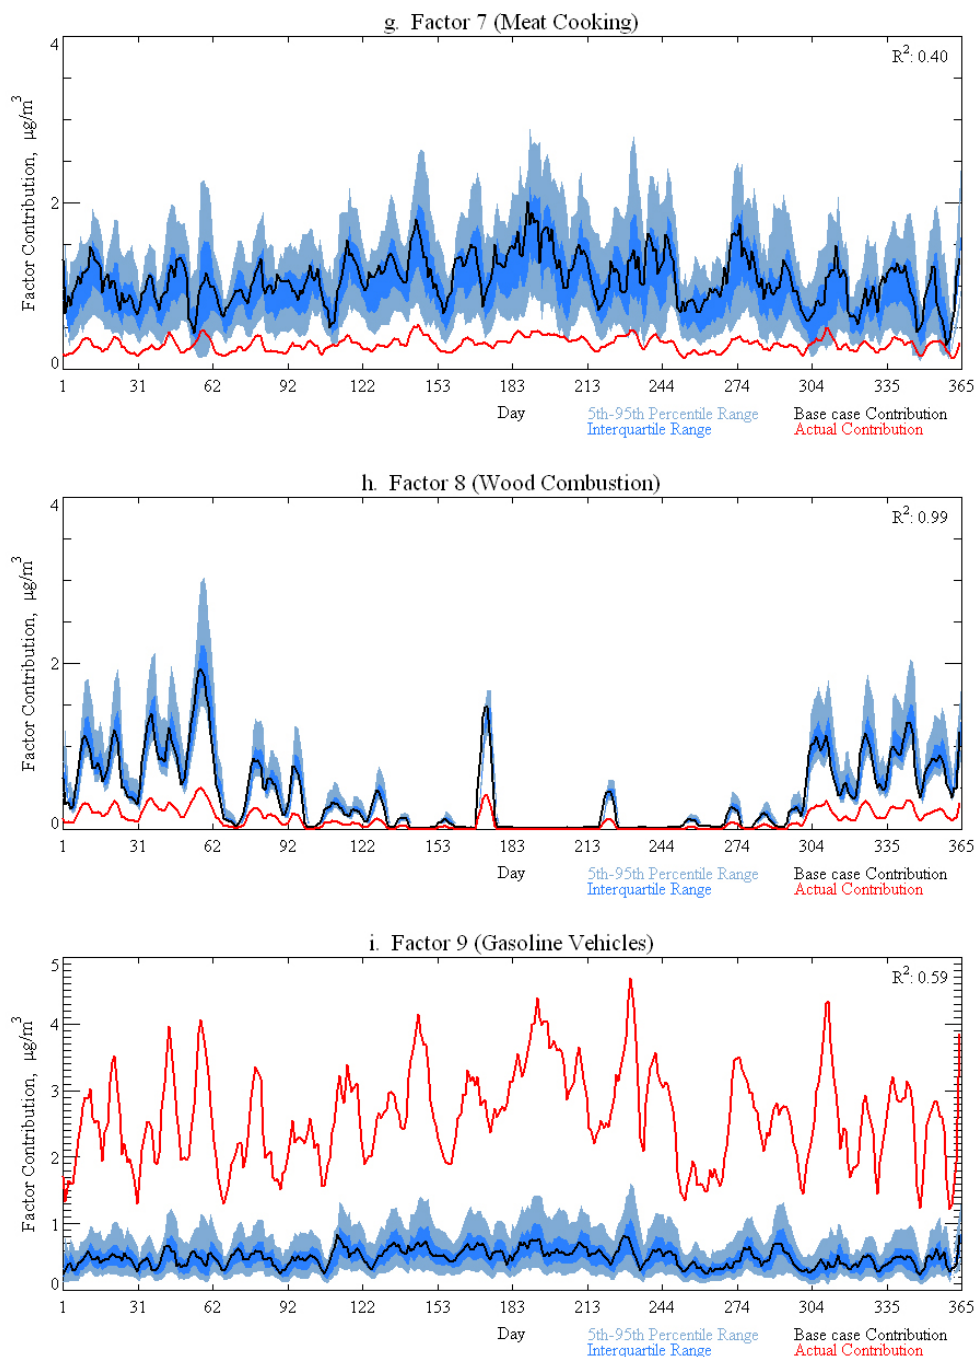 g. Factor 7 (Meat Cooking)
4
R²: 0.40
Factor Contribution, µg/m³
2
0
1 31 62 92 122 153 183 213 244 274 304 335 365
Day
5th-95th Percentile Range Base case Contribution
Interquartile Range Actual Contribution
h. Factor 8 (Wood Combustion)
4
R²: 0.99
Factor Contribution, µg/m³
2
0
1 31 62 92 122 153 183 213 244 274 304 335 365
Day
5th-95th Percentile Range Base case Contribution
Interquartile Range Actual Contribution
i. Factor 9 (Gasoline Vehicles)
5
R²: 0.59
4
Factor Contribution, µg/m³
3
2
1
0
1 31 62 92 122 153 183 213 244 274 304 335 365
Day
5th-95th Percentile Range Base case Contribution
Interquartile Range Actual Contribution